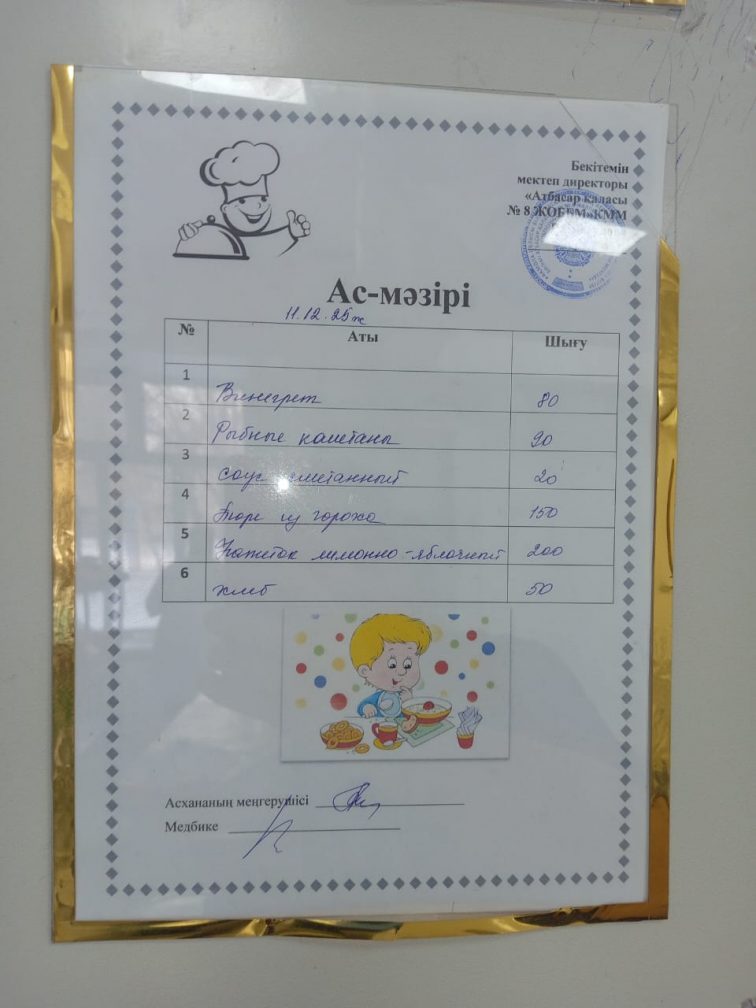 Бекітемін
мектеп директоры
«Атбасар қаласы
№ 8 ЖОББМ»КММ
Ас-мәзірі
11.12.25ж
№ Аты Шығу
1 Винегрет 80
2 Рыбные каштаны 90
3 соус сметанный 20
4 Пюре из гороха 150
5 Напиток лимонно-яблочный 200
6 хлеб 50
Асхананың меңгерушісі
Медбике